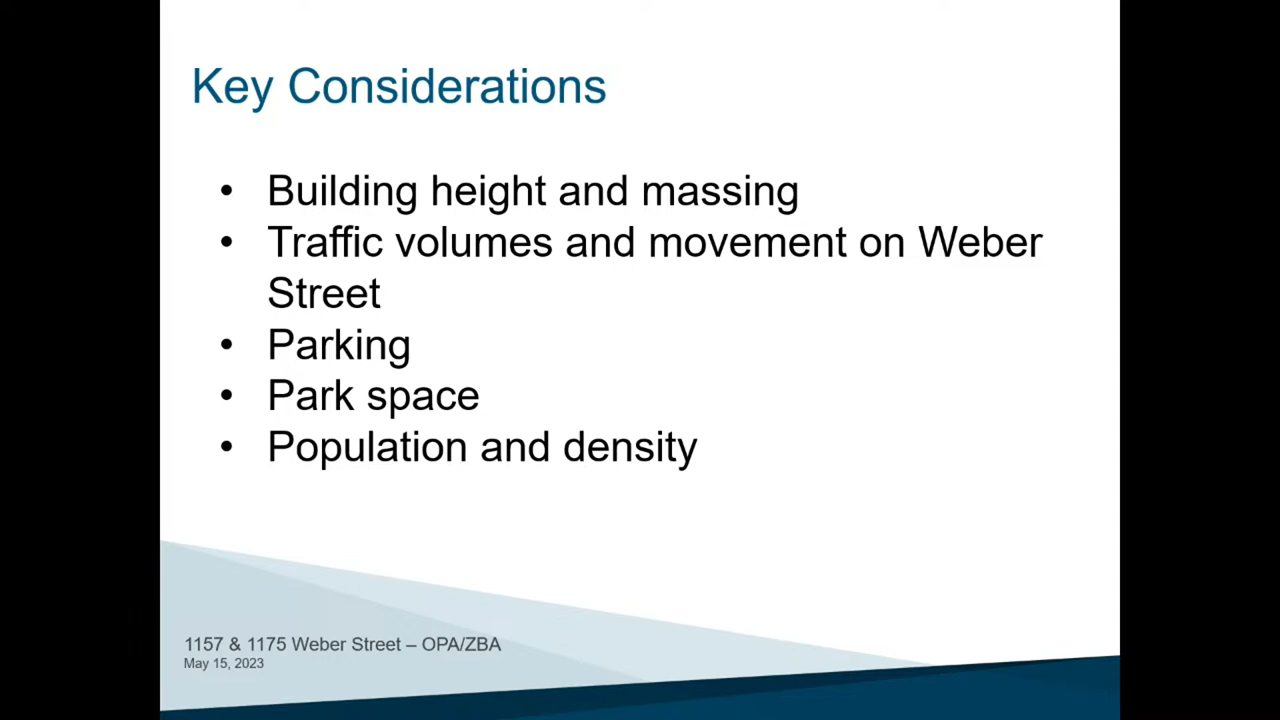 Key Considerations
• Building height and massing
• Traffic volumes and movement on Weber
Street
• Parking
• Park space
• Population and density
1157 & 1175 Weber Street – OPA/ZBA
May 15, 2023